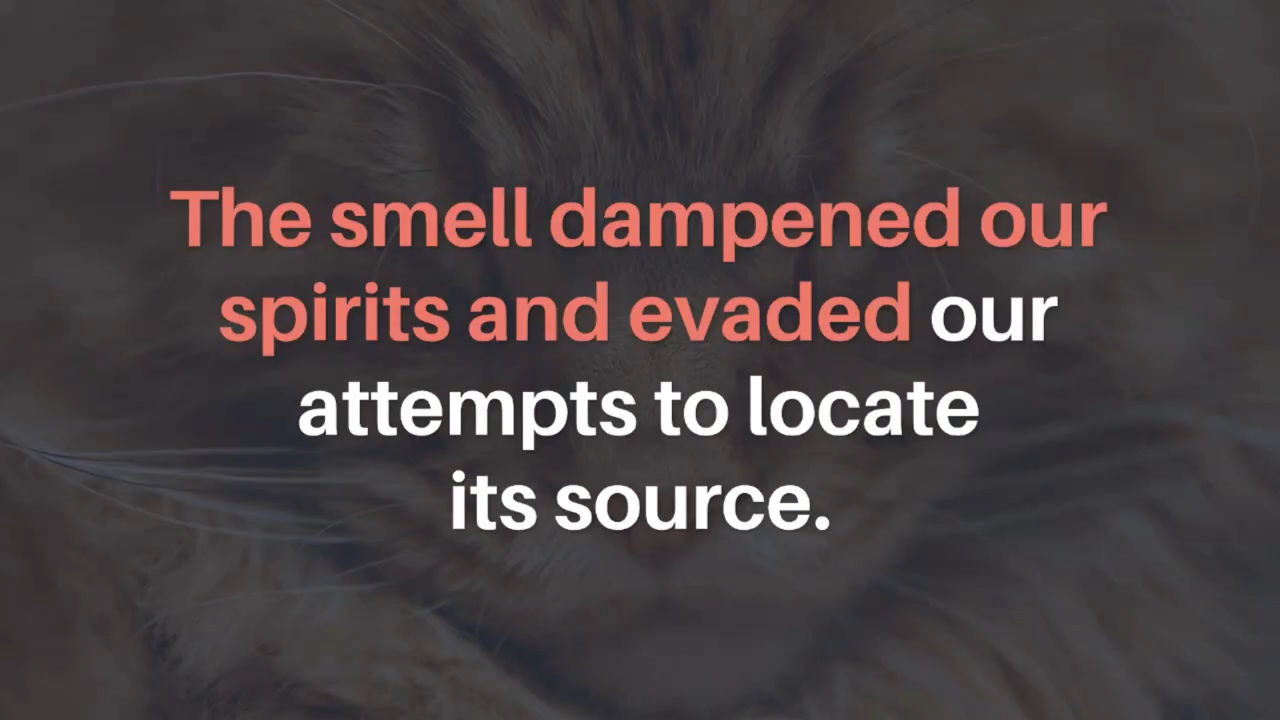 The smell dampened our
spirits and evaded our
attempts to locate
its source.